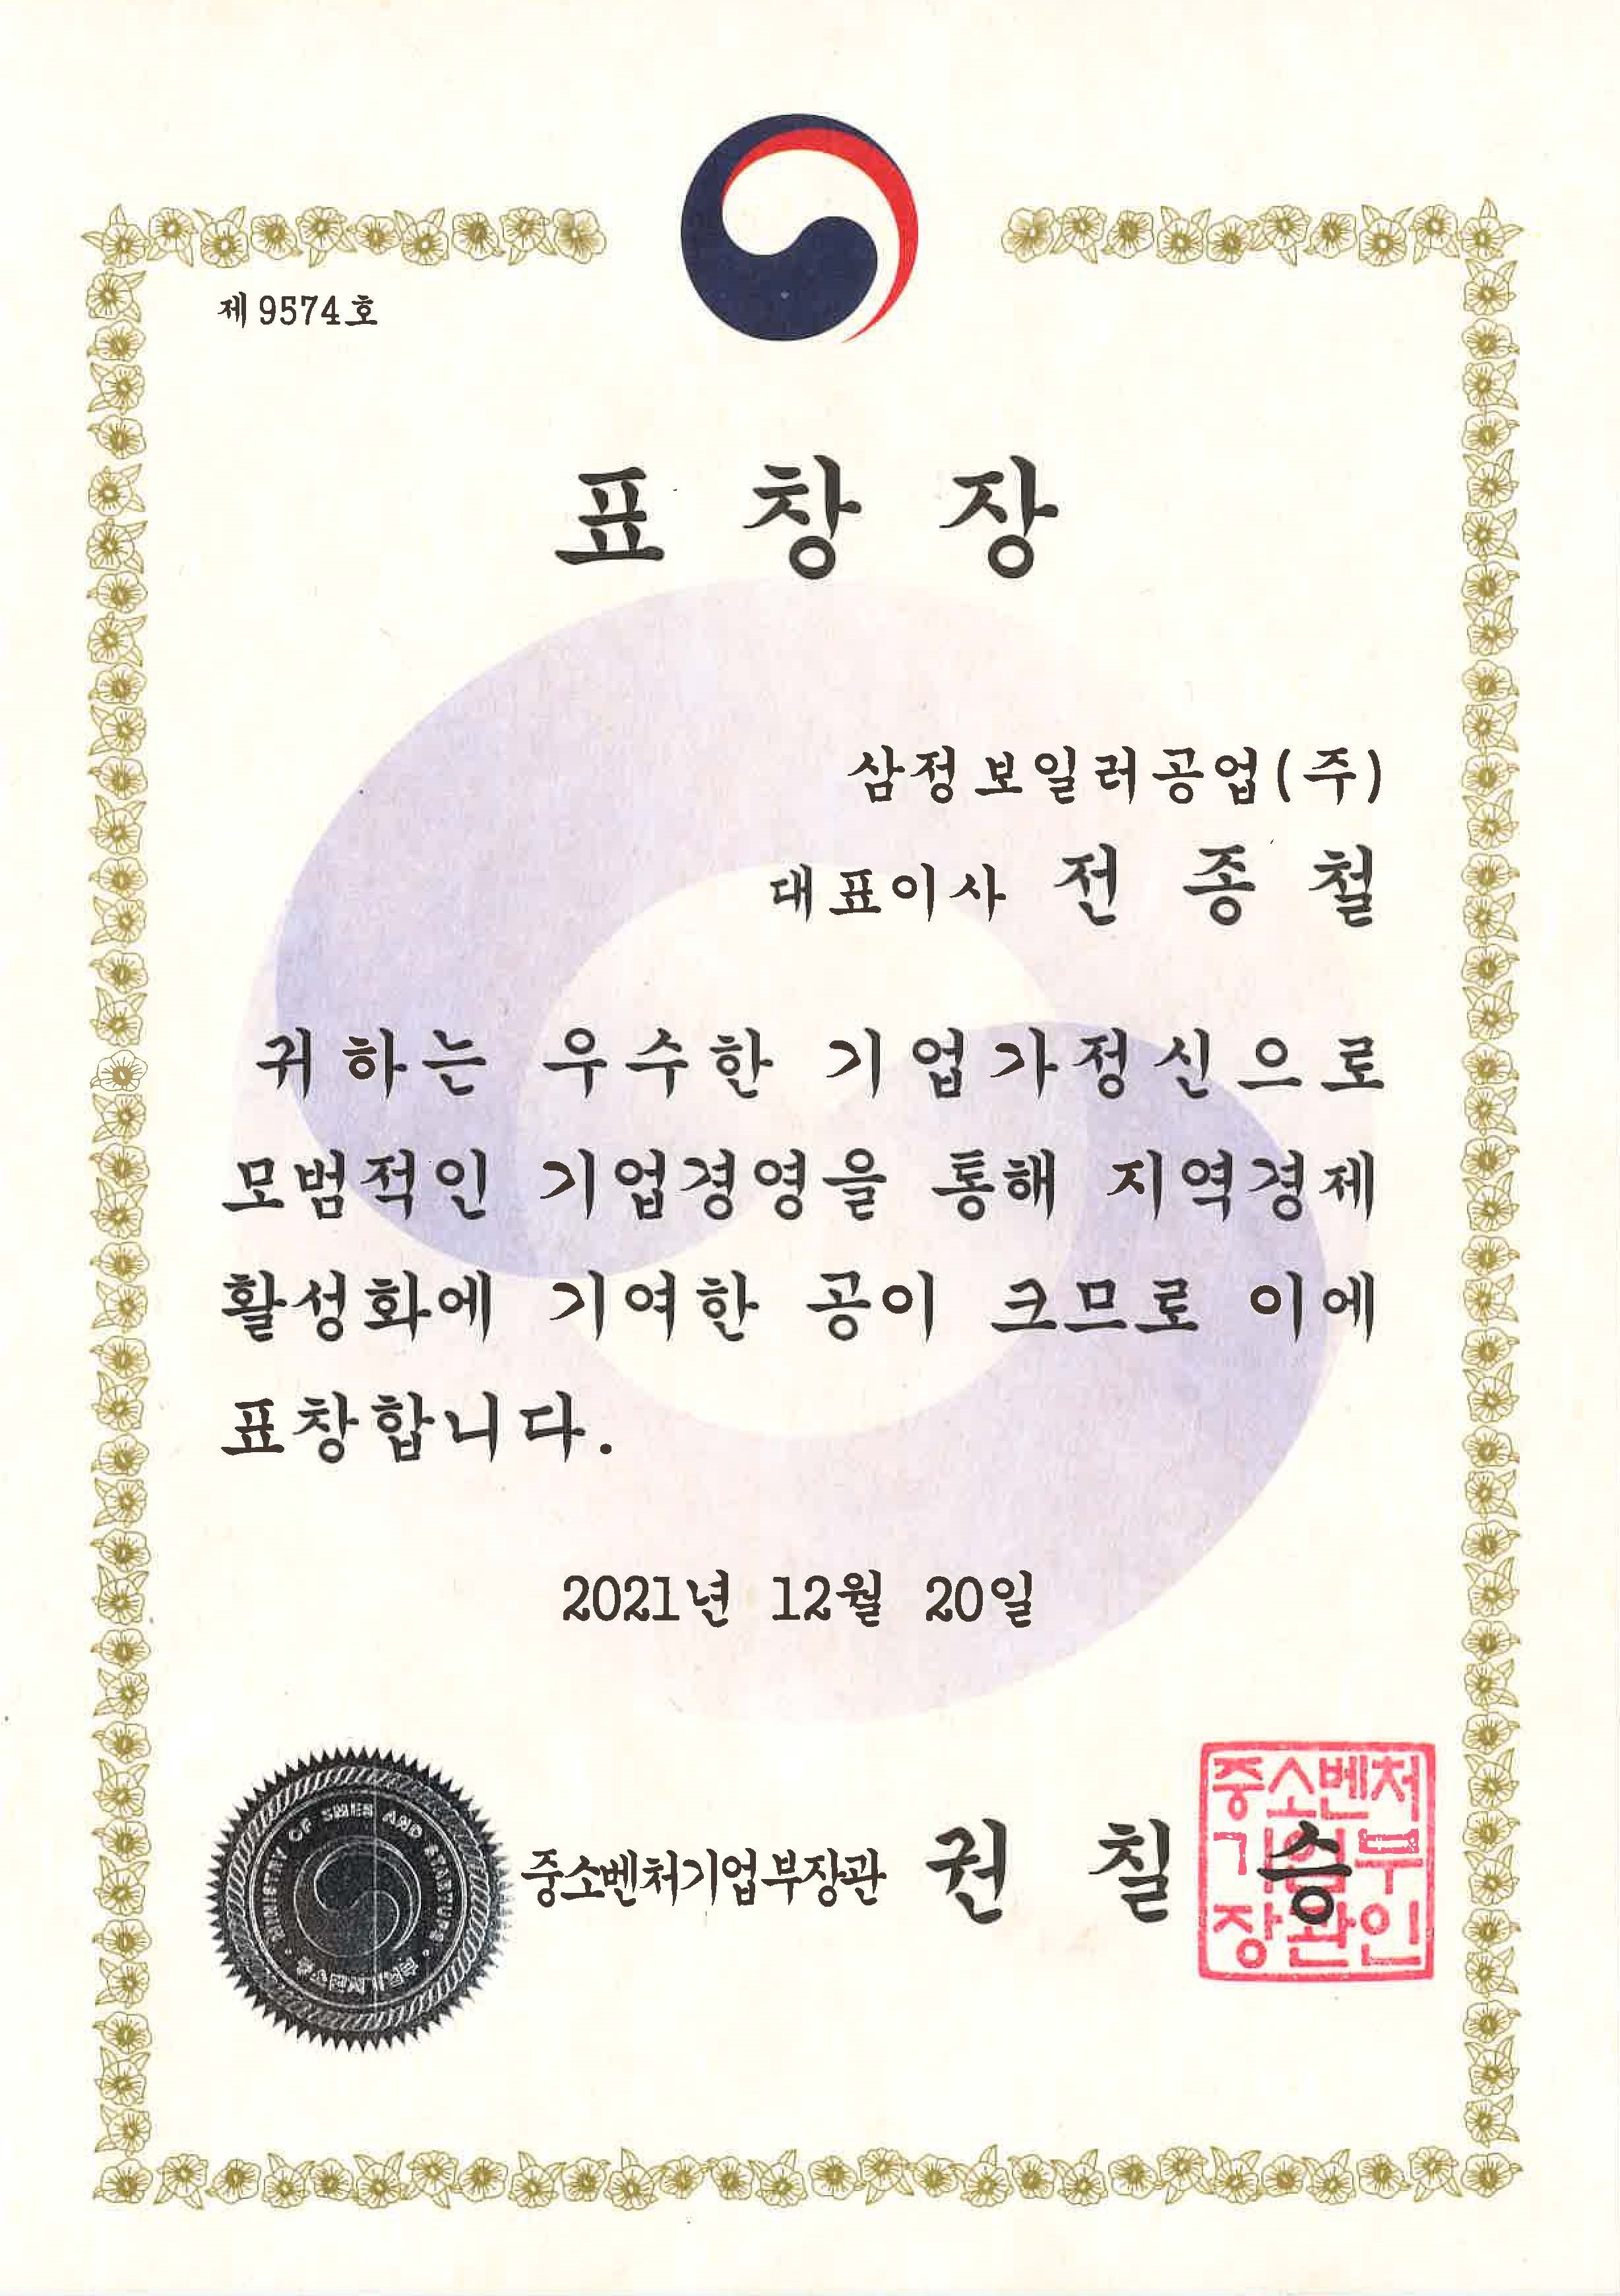 제 9574 호
표 창 장
삼정보일러공업(주)
대표이사 전 종 철
귀하는 우수한 기업가정신으로
모범적인 기업경영을 통해 지역경제
활성화에 기여한 공이 크므로 이에
표창합니다.
2021년 12월 20일
MINISTRY OF SMES AND STARTUPS
중소벤처기업부장관 권 칠 승
중소벤처
기업부
장관인